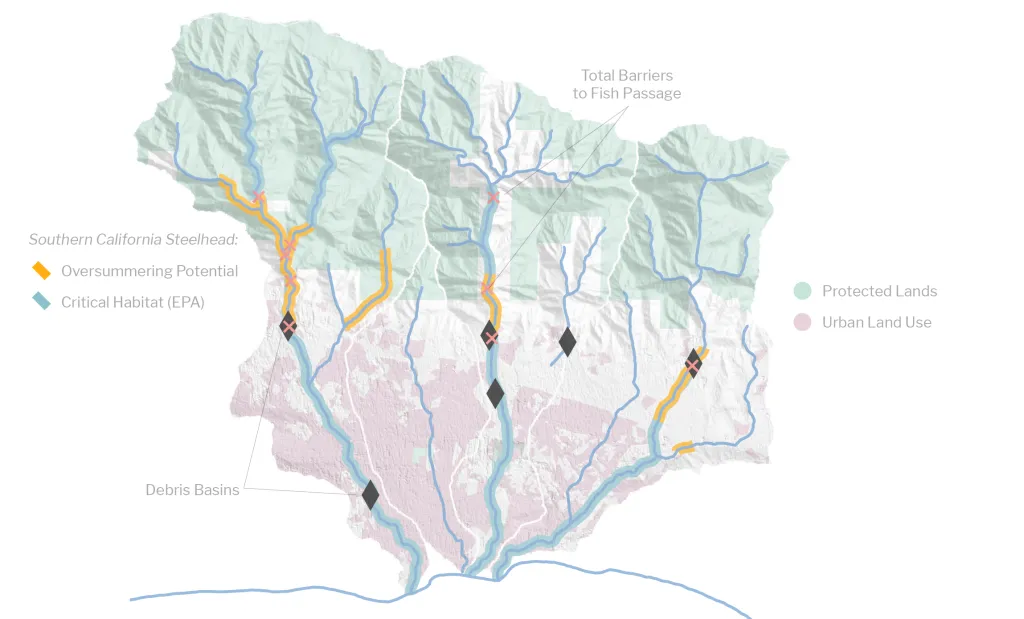 Total Barriers
to Fish Passage
Southern California Steelhead:
Oversummering Potential
Critical Habitat (EPA)
Protected Lands
Urban Land Use
Debris Basins